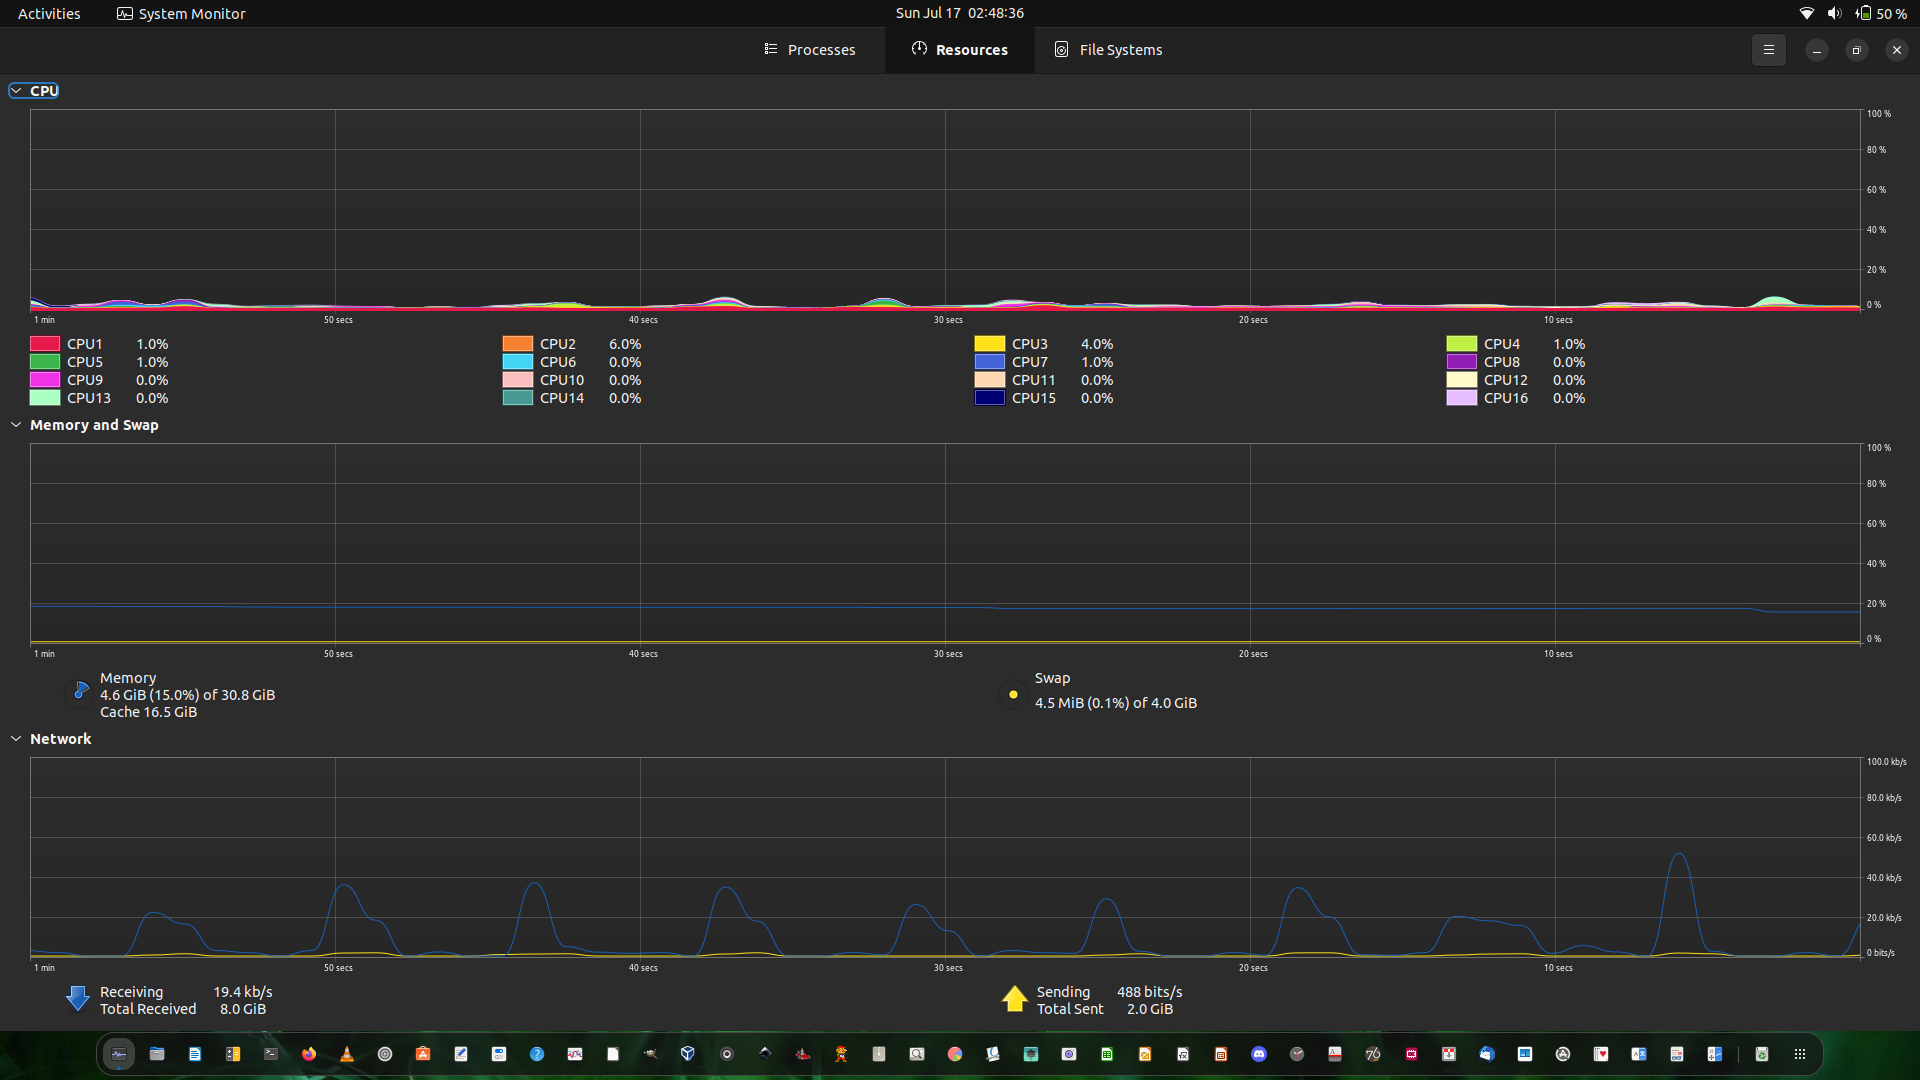 Activities System Monitor Sun Jul 17 02:48:36 50 %
Processes Resources File Systems
CPU
100 %
80 %
60 %
40 %
20 %
0 %
1 min 50 secs 40 secs 30 secs 20 secs 10 secs
CPU1 1.0% CPU2 6.0% CPU3 4.0% CPU4 1.0%
CPU5 1.0% CPU6 0.0% CPU7 1.0% CPU8 0.0%
CPU9 0.0% CPU10 0.0% CPU11 0.0% CPU12 0.0%
CPU13 0.0% CPU14 0.0% CPU15 0.0% CPU16 0.0%
Memory and Swap
100 %
80 %
60 %
40 %
20 %
0 %
1 min 50 secs 40 secs 30 secs 20 secs 10 secs
Memory
4.6 GiB (15.0%) of 30.8 GiB
Cache 16.5 GiB
Swap
4.5 MiB (0.1%) of 4.0 GiB
Network
100.0 kb/s
80.0 kb/s
60.0 kb/s
40.0 kb/s
20.0 kb/s
0 bits/s
1 min 50 secs 40 secs 30 secs 20 secs 10 secs
Receiving 19.4 kb/s
Total Received 8.0 GiB
Sending 488 bits/s
Total Sent 2.0 GiB